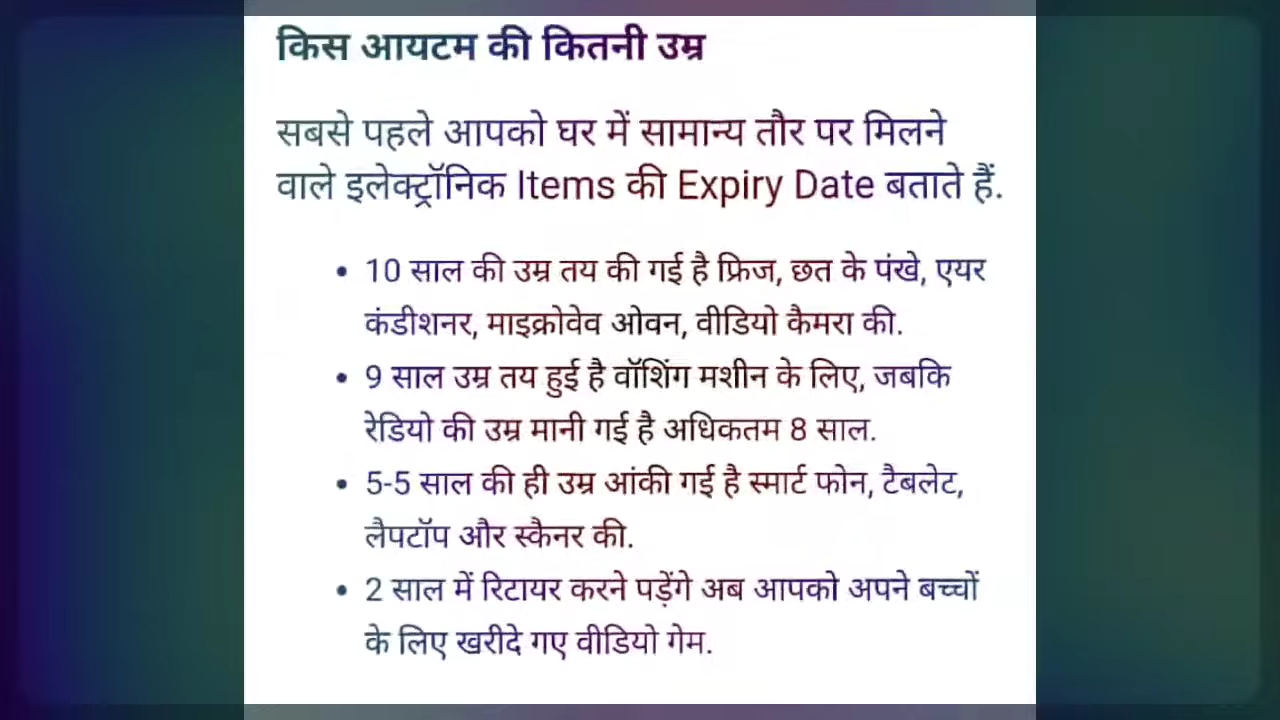 किस आयटम की कितनी उम्र
सबसे पहले आपको घर में सामान्य तौर पर मिलने
वाले इलेक्ट्रॉनिक Items की Expiry Date बताते हैं.
• 10 साल की उम्र तय की गई है फ्रिज, छत के पंखे, एयर
कंडीशनर, माइक्रोवेव ओवन, वीडियो कैमरा की.
• 9 साल उम्र तय हुई है वॉशिंग मशीन के लिए, जबकि
रेडियो की उम्र मानी गई है अधिकतम 8 साल.
• 5-5 साल की ही उम्र आंकी गई है स्मार्ट फोन, टैबलेट,
लैपटॉप और स्कैनर की.
• 2 साल में रिटायर करने पड़ेंगे अब आपको अपने बच्चों
के लिए खरीदे गए वीडियो गेम.